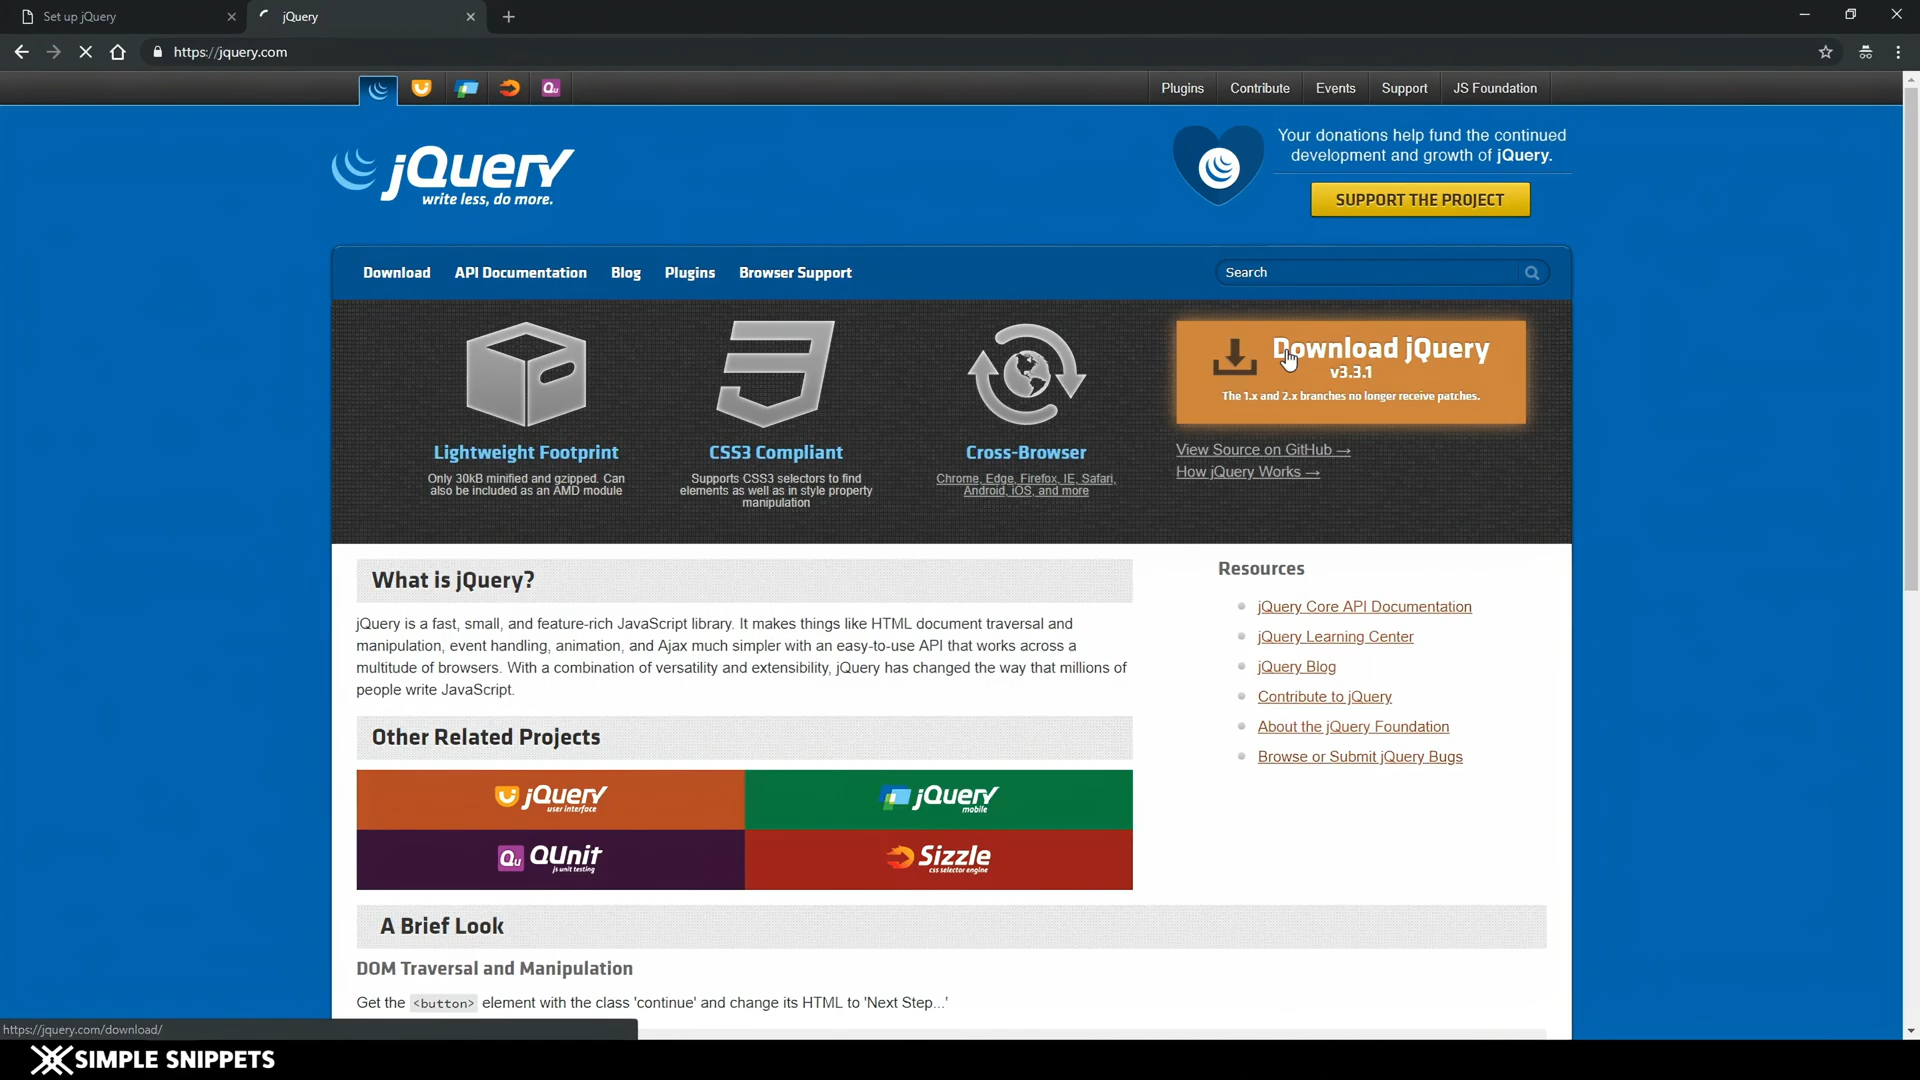 Set up jQuery
jQuery
https://jquery.com
Qu
Plugins
Contribute
Events
Support
JS Foundation
jQuery
write less, do more.
Your donations help fund the continued
development and growth of jQuery.
SUPPORT THE PROJECT
Download
API Documentation
Blog
Plugins
Browser Support
Search
Download jQuery
v3.3.1
The 1.x and 2.x branches no longer receive patches.
View Source on GitHub →
How jQuery Works →
Lightweight Footprint
Only 30kB minified and gzipped. Can
also be included as an AMD module
CSS3 Compliant
Supports CSS3 selectors to find
elements as well as in style property
manipulation
Cross-Browser
Chrome, Edge, Firefox, IE, Safari,
Android, iOS, and more
What is jQuery?
jQuery is a fast, small, and feature-rich JavaScript library. It makes things like HTML document traversal and
manipulation, event handling, animation, and Ajax much simpler with an easy-to-use API that works across a
multitude of browsers. With a combination of versatility and extensibility, jQuery has changed the way that millions of
people write JavaScript.
Resources
jQuery Core API Documentation
jQuery Learning Center
jQuery Blog
Contribute to jQuery
About the jQuery Foundation
Browse or Submit jQuery Bugs
Other Related Projects
jQuery
user interface
jQuery
mobile
Qu QUnit
js unit testing
Sizzle
css selector engine
A Brief Look
DOM Traversal and Manipulation
Get the <button> element with the class 'continue' and change its HTML to 'Next Step...'
https://jquery.com/download/
SIMPLE SNIPPETS